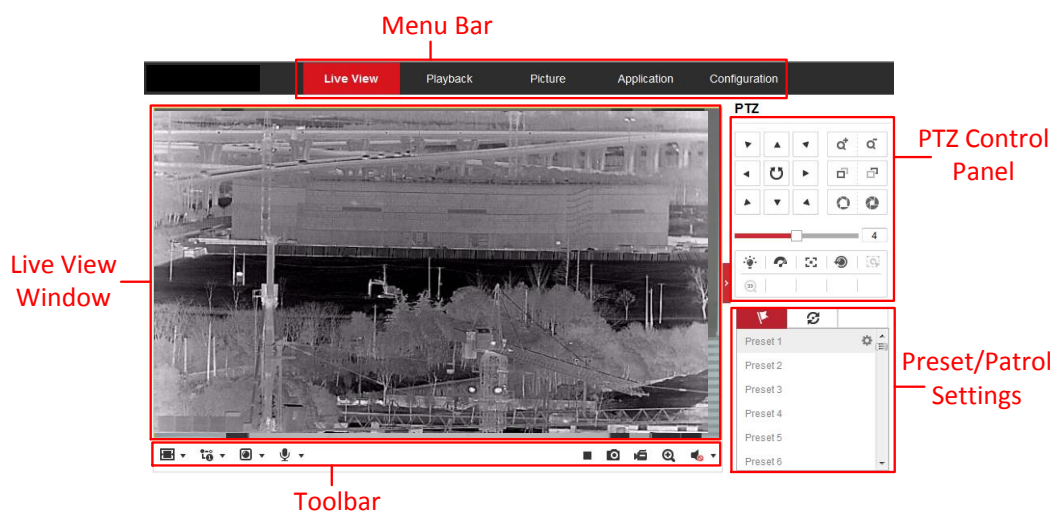 Menu Bar
Live View
Playback
Picture
Application
Configuration
PTZ
PTZ Control
Panel
4
Live View
Window
3D
Preset 1
Preset 2
Preset 3
Preset 4
Preset 5
Preset 6
Preset/Patrol
Settings
Toolbar